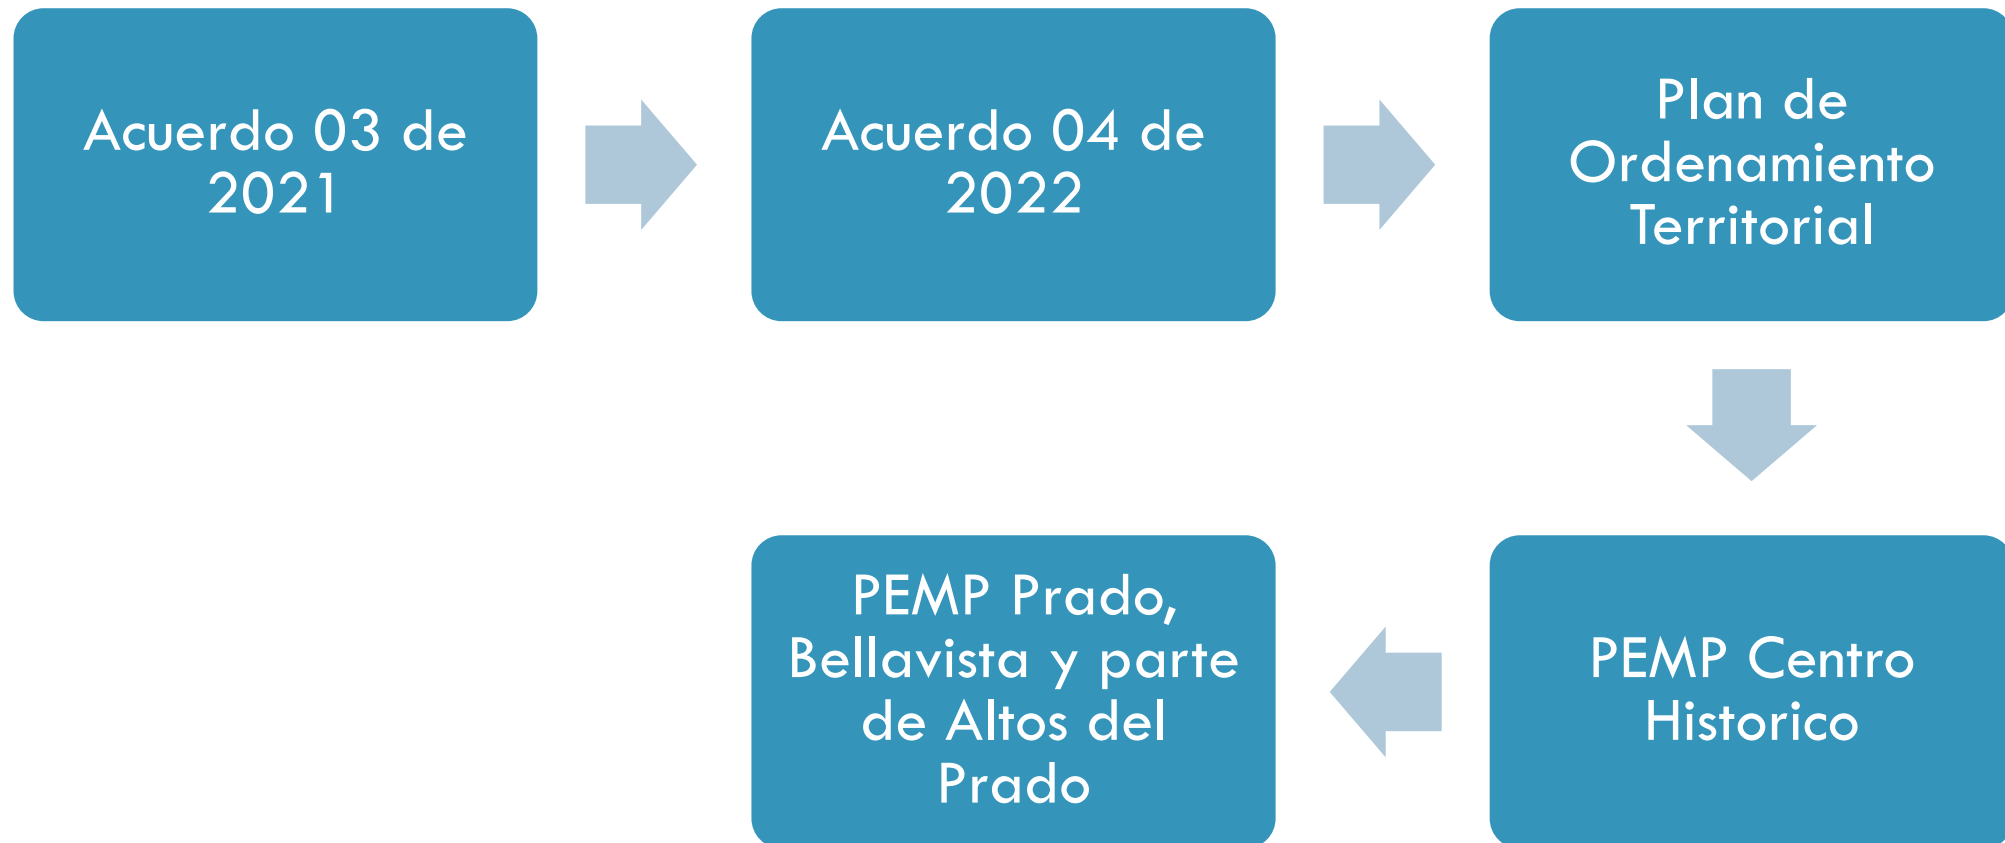 Acuerdo 03 de
2021
Acuerdo 04 de
2022
Plan de
Ordenamiento
Territorial
PEMP Centro
Historico
PEMP Prado,
Bellavista y parte
de Altos del
Prado